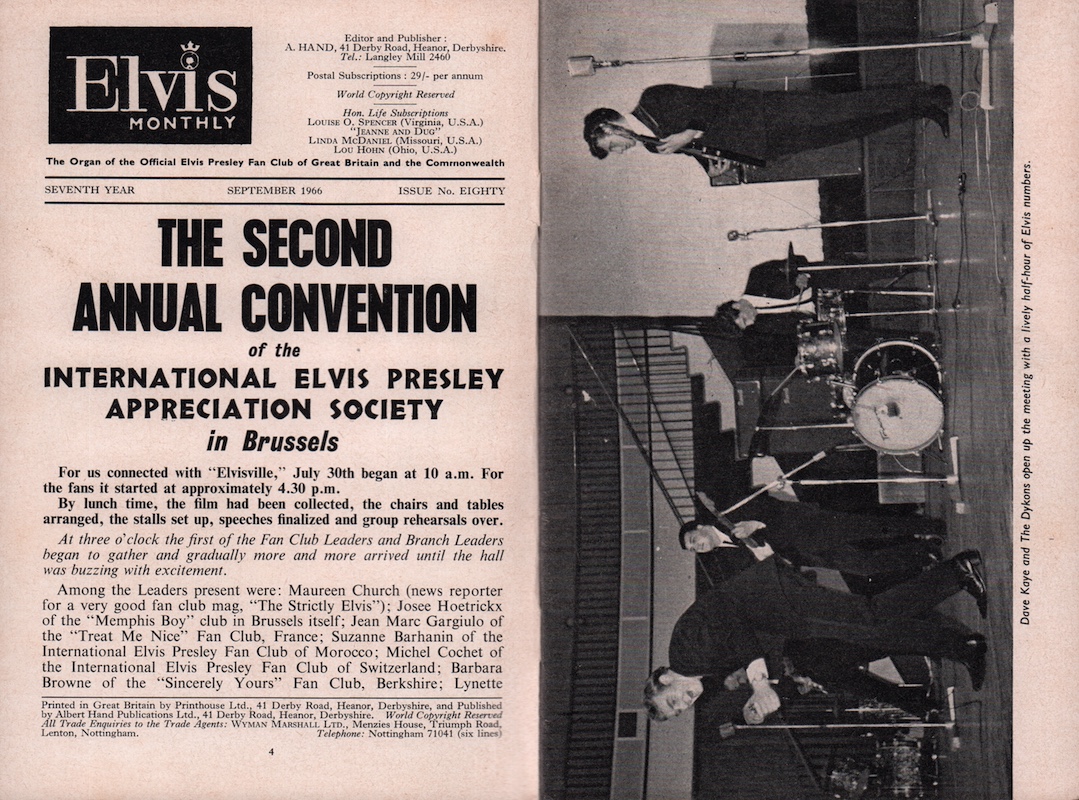 Elvis
MONTHLY
Editor and Publisher :
A. HAND, 41 Derby Road, Heanor, Derbyshire.
Tel.: Langley Mill 2460
Postal Subscriptions : 29/- per annum
World Copyright Reserved
Hon. Life Subscriptions
LOUISE O. SPENCER (Virginia, U.S.A.)
"JEANNE AND DUG"
LINDA MCDANIEL (Missouri, U.S.A.)
LOU HOHN (Ohio, U.S.A.)
The Organ of the Official Elvis Presley Fan Club of Great Britain and the Commonwealth
SEVENTH YEAR SEPTEMBER 1966 ISSUE No. EIGHTY
THE SECOND
ANNUAL CONVENTION
of the
INTERNATIONAL ELVIS PRESLEY
APPRECIATION SOCIETY
in Brussels
For us connected with "Elvisville," July 30th began at 10 a.m. For
the fans it started at approximately 4.30 p.m.
By lunch time, the film had been collected, the chairs and tables
arranged, the stalls set up, speeches finalized and group rehearsals over.
At three o'clock the first of the Fan Club Leaders and Branch Leaders
began to gather and gradually more and more arrived until the hall
was buzzing with excitement.
Among the Leaders present were: Maureen Church (news reporter
for a very good fan club mag, "The Strictly Elvis"); Josee Hoetrickx
of the "Memphis Boy" club in Brussels itself; Jean Marc Gargiulo of
the "Treat Me Nice" Fan Club, France; Suzanne Barhanin of the
International Elvis Presley Fan Club of Morocco; Michel Cochet of
the International Elvis Presley Fan Club of Switzerland; Barbara
Browne of the "Sincerely Yours" Fan Club, Berkshire; Lynette
Printed in Great Britain by Printhouse Ltd., 41 Derby Road, Heanor, Derbyshire, and Published
by Albert Hand Publications Ltd., 41 Derby Road, Heanor, Derbyshire. World Copyright Reserved
All Trade Enquiries to the Trade Agents: WYMAN MARSHALL LTD., Menzies House, Triumph Road,
Lenton, Nottingham. Telephone: Nottingham 71041 (six lines)
4
Dave Kaye and The Dykons open up the meeting with a lively half-hour of Elvis numbers.